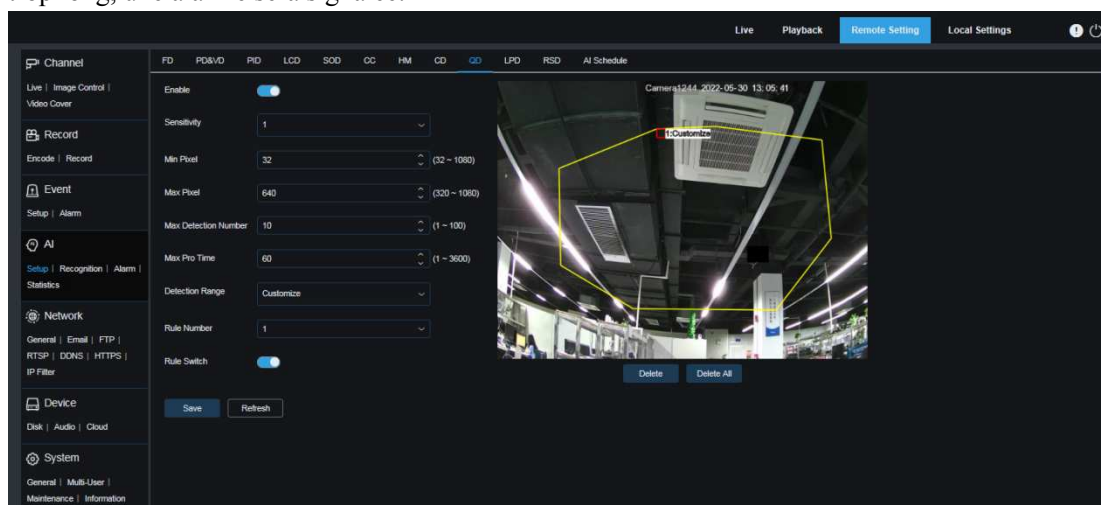 Live Playback Remote Setting Local Settings
Channel
Live | Image Control |
Video Cover
Record
Encode | Record
Event
Setup | Alarm
AI
Setup | Recognition | Alarm |
Statistics
Network
General | Email | FTP |
RTSP | DDNS | HTTPS |
IP Filter
Device
Disk | Audio | Cloud
System
General | Multi-User |
Maintenance | Information
FD PD&VD PID LCD SOD CC HM CD QD LPD RSD AI Schedule
Enable
Sensitivity 1
Min Pixel 32 (32 ~ 1080)
Max Pixel 640 (320 ~ 1080)
Max Detection Number 10 (1 ~ 100)
Max Pro Time 60 (1 ~ 3600)
Detection Range Customize
Rule Number 1
Rule Switch
Save Refresh
Camera1244 2022-05-30 13:05:41
1:Customize
Delete Delete All